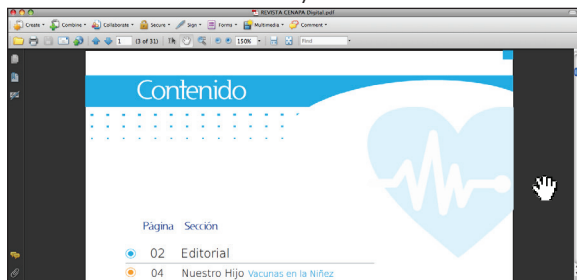 REVISTA CENAPA Digital.pdf
Create Combine Collaborate Secure Sign Forms Multimedia Comment
1 (3 of 31) 150% Find
Contenido
Página Sección
02 Editorial
04 Nuestro Hijo Vacunas en la Niñez